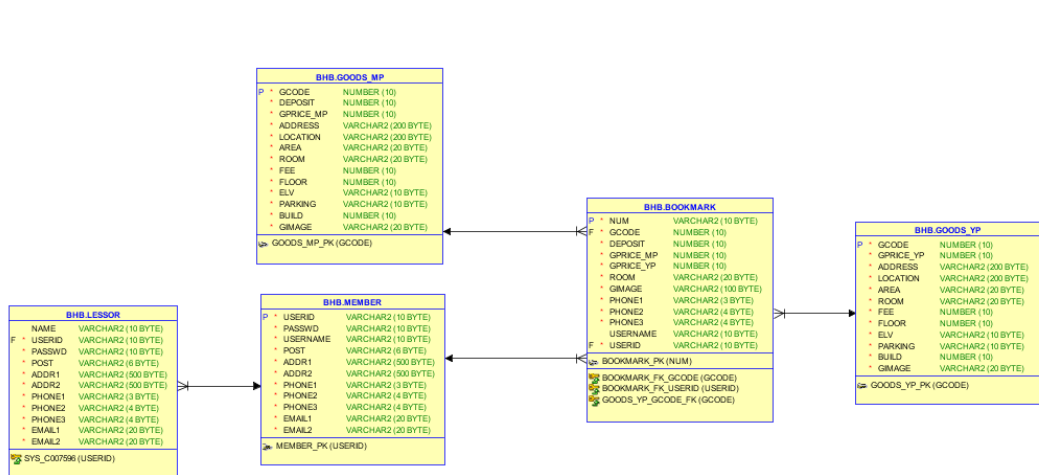 BHB.GOODS_MP
P * GCODE NUMBER (10)
* DEPOSIT NUMBER (10)
* GPRICE_MP NUMBER (10)
* ADDRESS VARCHAR2 (200 BYTE)
* LOCATION VARCHAR2 (200 BYTE)
* AREA VARCHAR2 (20 BYTE)
* ROOM VARCHAR2 (20 BYTE)
* FEE NUMBER (10)
* FLOOR NUMBER (10)
* ELV VARCHAR2 (10 BYTE)
* PARKING VARCHAR2 (10 BYTE)
* BUILD NUMBER (10)
* GIMAGE VARCHAR2 (20 BYTE)
GOODS_MP_PK (GCODE)
BHB.LESSOR
NAME VARCHAR2 (10 BYTE)
F * USERID VARCHAR2 (10 BYTE)
* PASSWD VARCHAR2 (10 BYTE)
* POST VARCHAR2 (6 BYTE)
* ADDR1 VARCHAR2 (500 BYTE)
* ADDR2 VARCHAR2 (500 BYTE)
* PHONE1 VARCHAR2 (3 BYTE)
* PHONE2 VARCHAR2 (4 BYTE)
* PHONE3 VARCHAR2 (4 BYTE)
* EMAIL1 VARCHAR2 (20 BYTE)
* EMAIL2 VARCHAR2 (20 BYTE)
SYS_C007596 (USERID)
BHB.MEMBER
P * USERID VARCHAR2 (10 BYTE)
* PASSWD VARCHAR2 (10 BYTE)
* USERNAME VARCHAR2 (10 BYTE)
* POST VARCHAR2 (6 BYTE)
* ADDR1 VARCHAR2 (500 BYTE)
* ADDR2 VARCHAR2 (500 BYTE)
* PHONE1 VARCHAR2 (3 BYTE)
* PHONE2 VARCHAR2 (4 BYTE)
* PHONE3 VARCHAR2 (4 BYTE)
* EMAIL1 VARCHAR2 (20 BYTE)
* EMAIL2 VARCHAR2 (20 BYTE)
MEMBER_PK (USERID)
BHB.BOOKMARK
P * NUM VARCHAR2 (10 BYTE)
F * GCODE NUMBER (10)
* DEPOSIT NUMBER (10)
* GPRICE_MP NUMBER (10)
* GPRICE_YP NUMBER (10)
* ROOM VARCHAR2 (20 BYTE)
* GIMAGE VARCHAR2 (100 BYTE)
* PHONE1 VARCHAR2 (3 BYTE)
* PHONE2 VARCHAR2 (4 BYTE)
* PHONE3 VARCHAR2 (4 BYTE)
USERNAME VARCHAR2 (10 BYTE)
F * USERID VARCHAR2 (10 BYTE)
BOOKMARK_PK (NUM)
BOOKMARK_FK_GCODE (GCODE)
BOOKMARK_FK_USERID (USERID)
GOODS_YP_GCODE_FK (GCODE)
BHB.GOODS_YP
P * GCODE NUMBER (10)
* GPRICE_YP NUMBER (10)
* ADDRESS VARCHAR2 (200 BYTE)
* LOCATION VARCHAR2 (200 BYTE)
* AREA VARCHAR2 (20 BYTE)
* ROOM VARCHAR2 (20 BYTE)
* FEE NUMBER (10)
* FLOOR NUMBER (10)
* ELV VARCHAR2 (10 BYTE)
* PARKING VARCHAR2 (10 BYTE)
* BUILD NUMBER (10)
* GIMAGE VARCHAR2 (20 BYTE)
GOODS_YP_PK (GCODE)